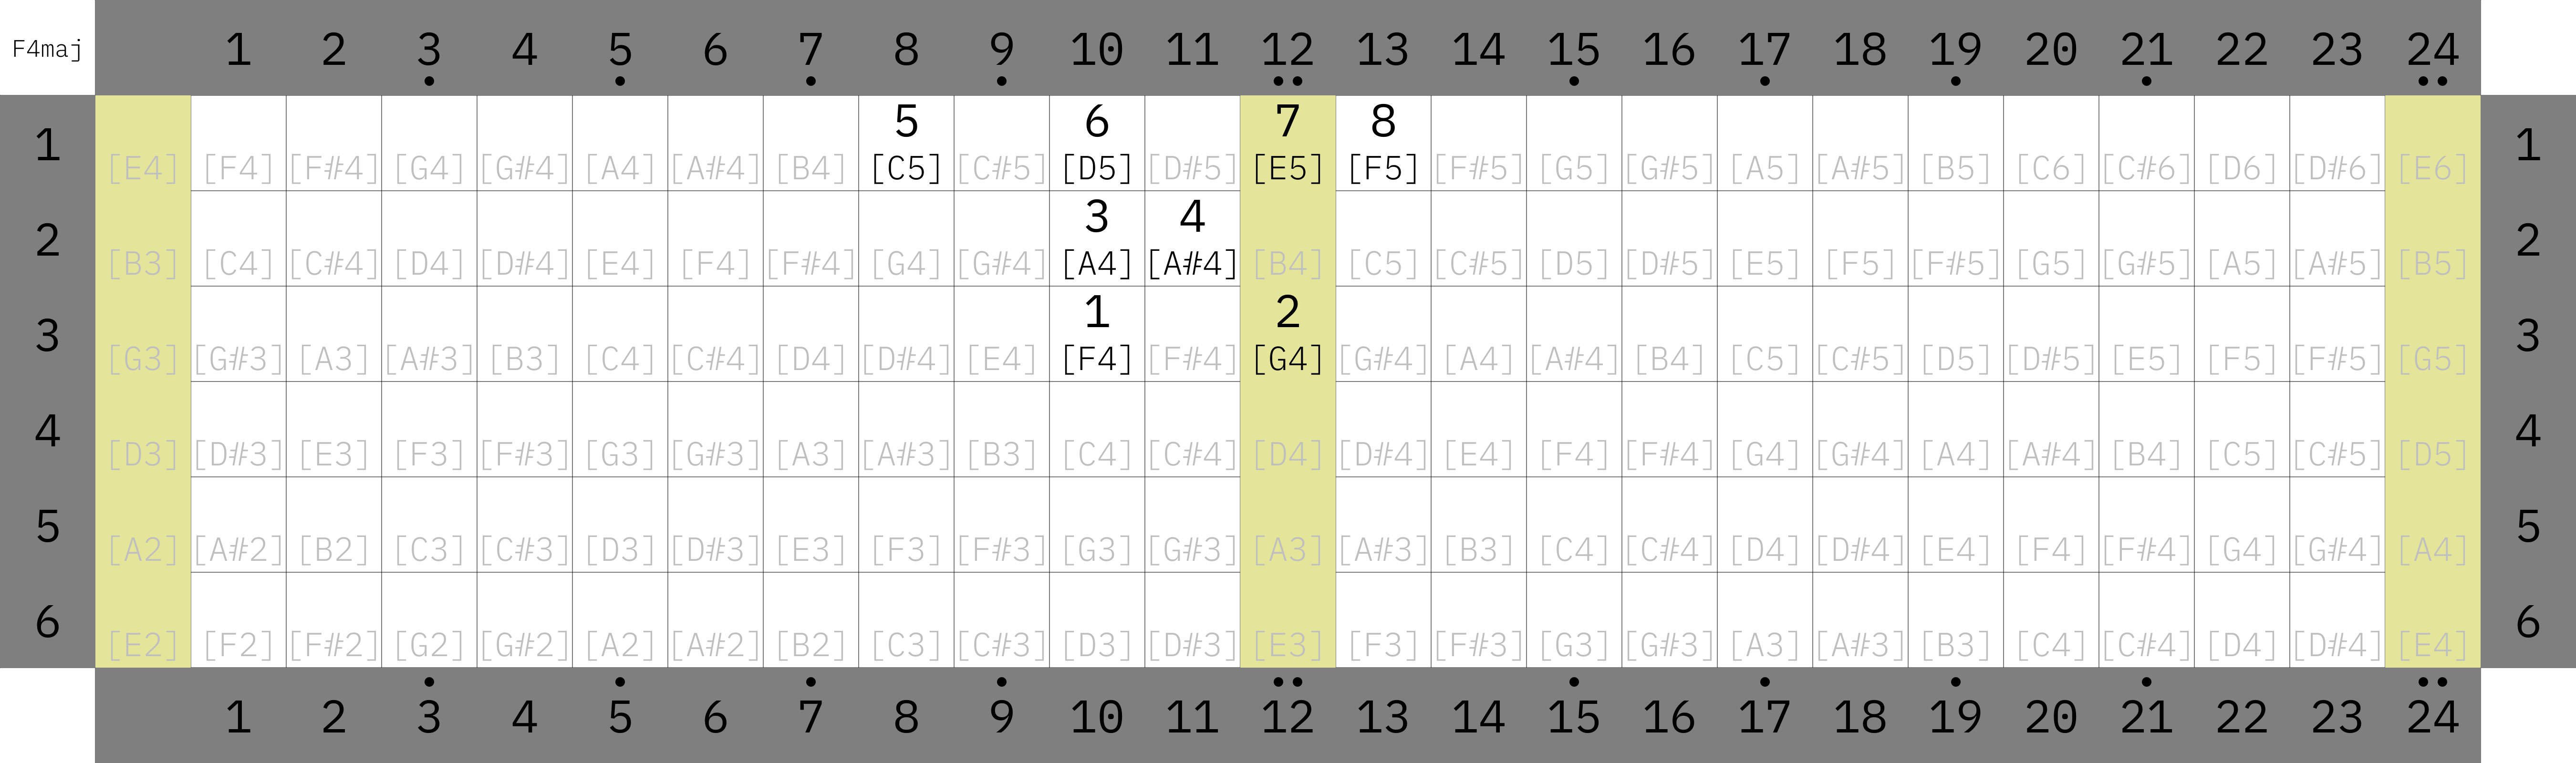 F4maj 1 2 3 4 5 6 7 8 9 10 11 12 13 14 15 16 17 18 19 20 21 22 23 24
5 6 7 8
1 [E4] [F4] [F#4] [G4] [G#4] [A4] [A#4] [B4] [C5] [C#5] [D5] [D#5] [E5] [F5] [F#5] [G5] [G#5] [A5] [A#5] [B5] [C6] [C#6] [D6] [D#6] [E6] 1
3 4
2 [B3] [C4] [C#4] [D4] [D#4] [E4] [F4] [F#4] [G4] [G#4] [A4] [A#4] [B4] [C5] [C#5] [D5] [D#5] [E5] [F5] [F#5] [G5] [G#5] [A5] [A#5] [B5] 2
1 2
3 [G3] [G#3] [A3] [A#3] [B3] [C4] [C#4] [D4] [D#4] [E4] [F4] [F#4] [G4] [G#4] [A4] [A#4] [B4] [C5] [C#5] [D5] [D#5] [E5] [F5] [F#5] [G5] 3
4 [D3] [D#3] [E3] [F3] [F#3] [G3] [G#3] [A3] [A#3] [B3] [C4] [C#4] [D4] [D#4] [E4] [F4] [F#4] [G4] [G#4] [A4] [A#4] [B4] [C5] [C#5] [D5] 4
5 [A2] [A#2] [B2] [C3] [C#3] [D3] [D#3] [E3] [F3] [F#3] [G3] [G#3] [A3] [A#3] [B3] [C4] [C#4] [D4] [D#4] [E4] [F4] [F#4] [G4] [G#4] [A4] 5
6 [E2] [F2] [F#2] [G2] [G#2] [A2] [A#2] [B2] [C3] [C#3] [D3] [D#3] [E3] [F3] [F#3] [G3] [G#3] [A3] [A#3] [B3] [C4] [C#4] [D4] [D#4] [E4] 6
1 2 3 4 5 6 7 8 9 10 11 12 13 14 15 16 17 18 19 20 21 22 23 24